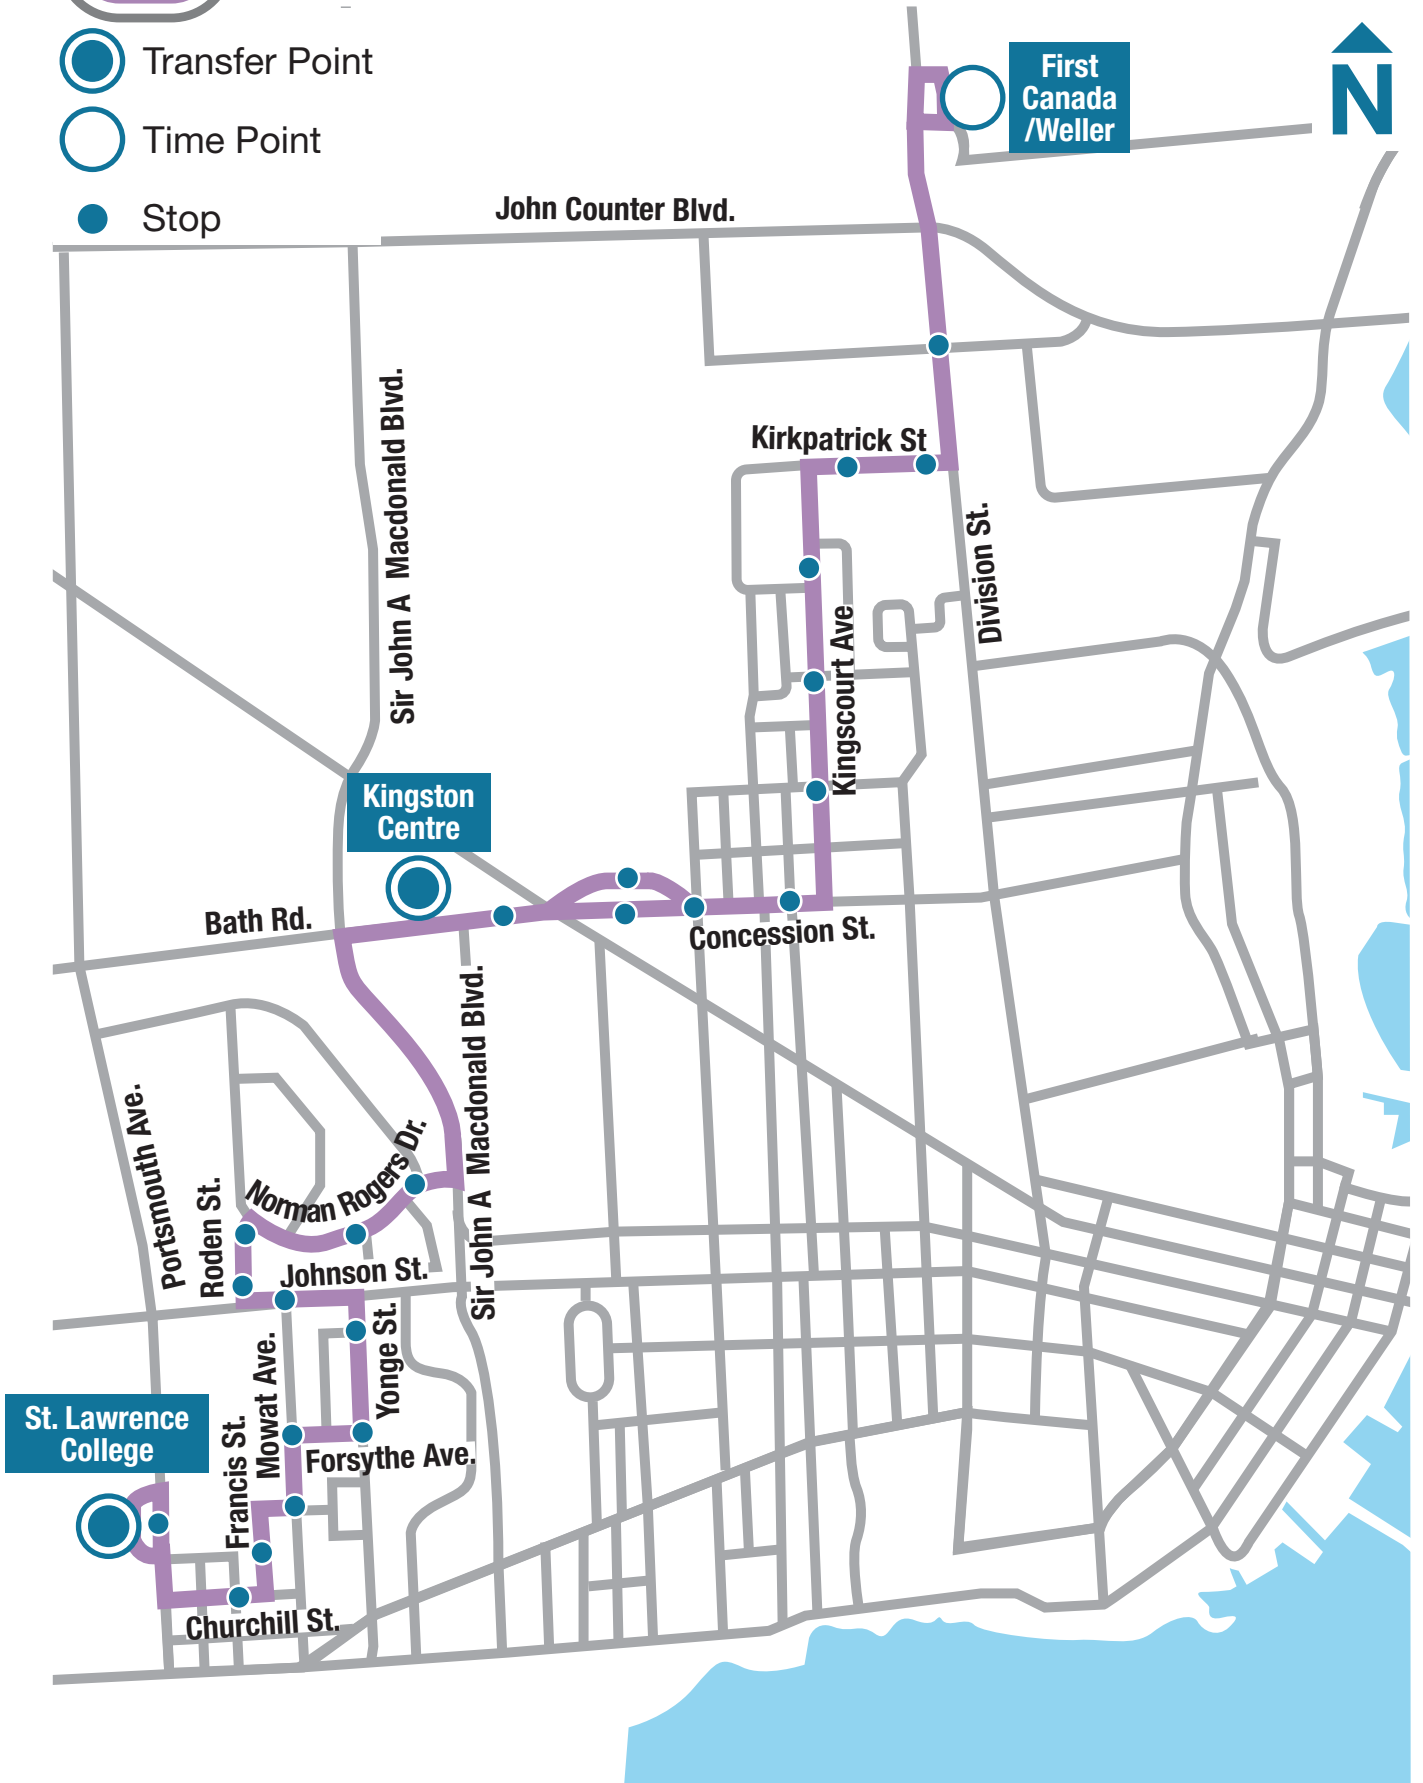 Transfer Point
Time Point
Stop
First
Canada
/Weller
N
John Counter Blvd.
Sir John A Macdonald Blvd.
Kirkpatrick St
Division St.
Kingscourt Ave
Kingston
Centre
Bath Rd.
Concession St.
Sir John A Macdonald Blvd.
Portsmouth Ave.
Roden St.
Norman Rogers Dr.
Johnson St.
Yonge St.
Mowat Ave.
Francis St.
Forsythe Ave.
St. Lawrence
College
Churchill St.